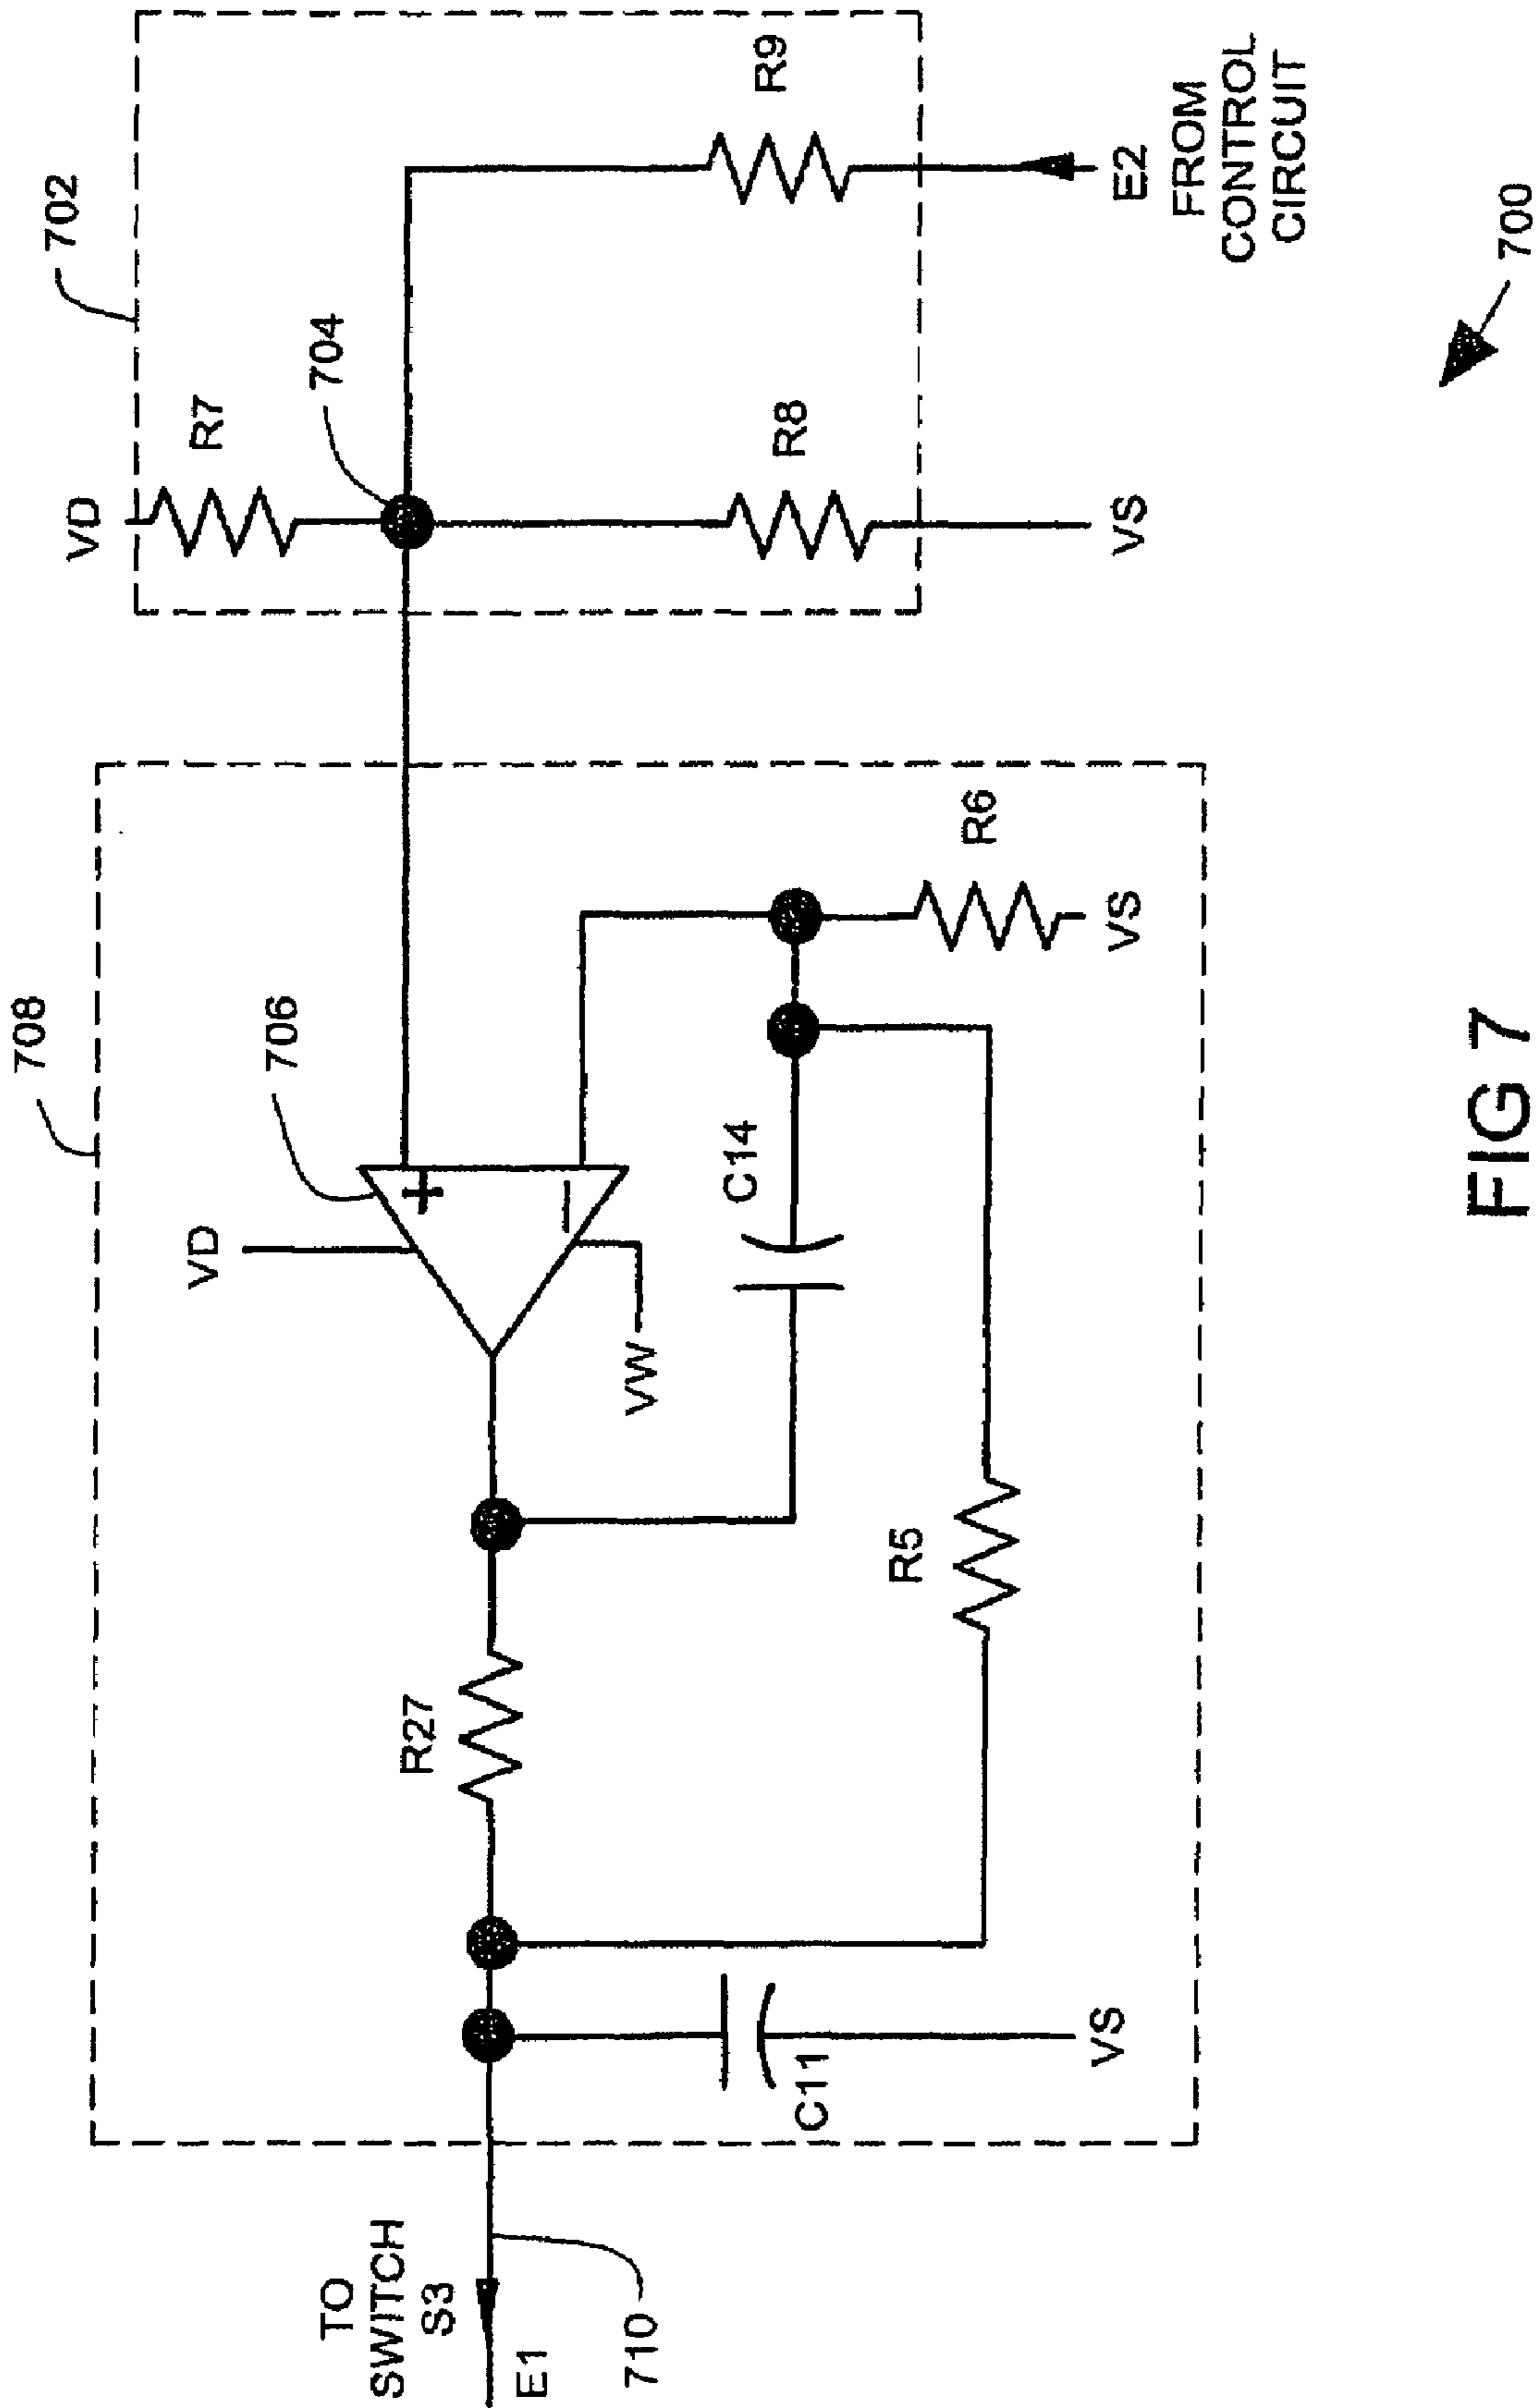 708
702
VD
706
VD
R7
704
TO
SWITCH
S3
E1
710
R27
VW
C14
R5
R6
R8
R9
C11
VS
VS
VS
E2
FROM
CONTROL
CIRCUIT
700
FIG 7